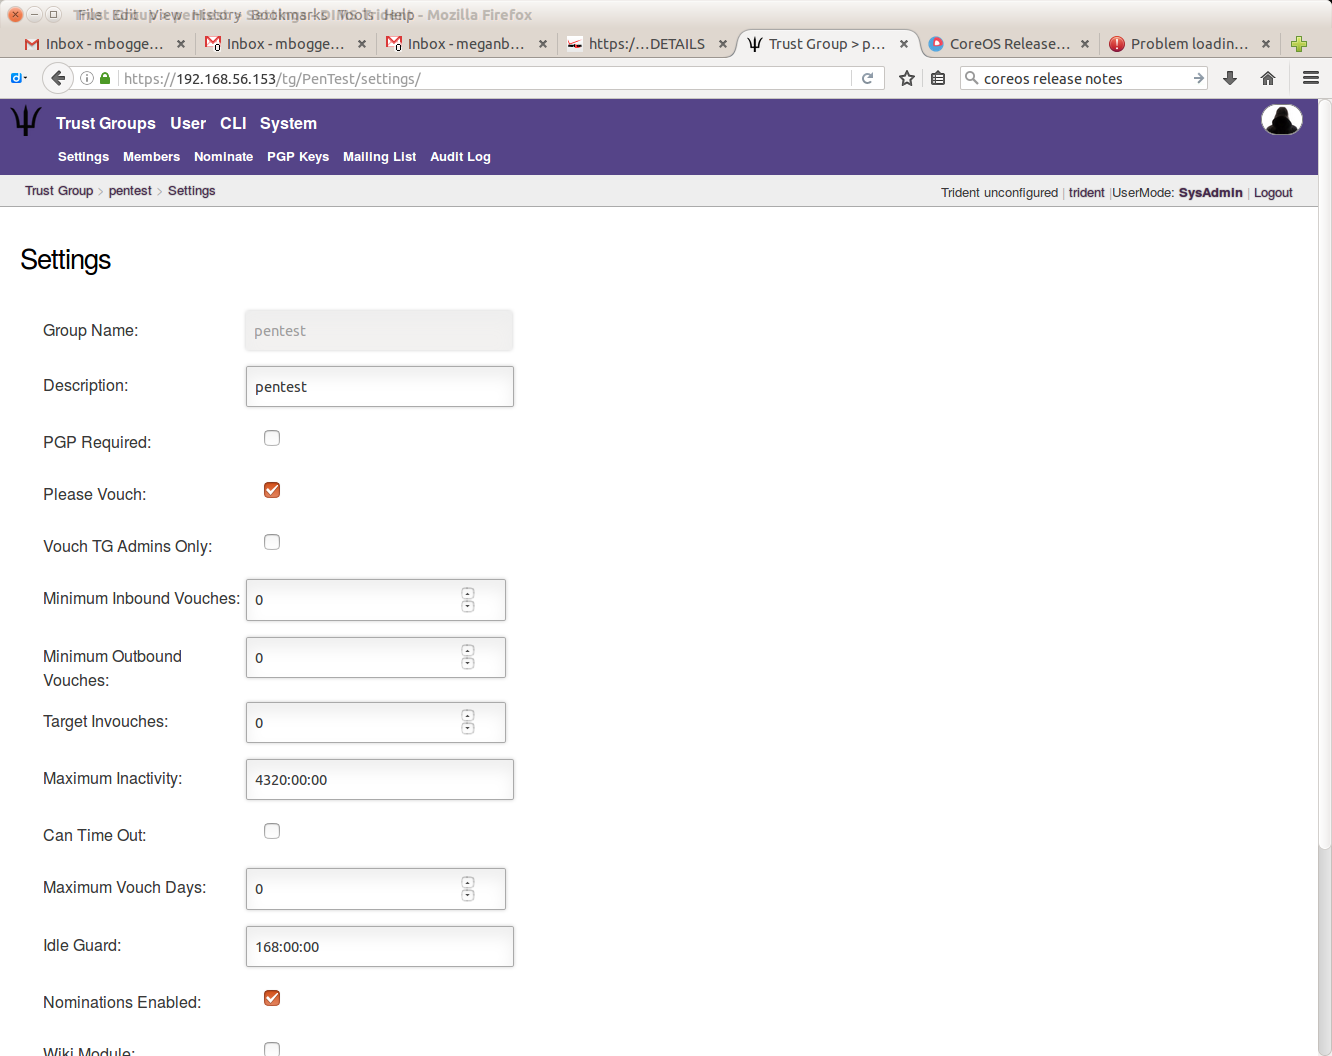 File Edit View History Bookmarks Tools Help - Mozilla Firefox
Inbox - mbogge... Inbox - mbogge... Inbox - meganb... https:/...DETAILS Trust Group > p... CoreOS Release... Problem loadin...
https://192.168.56.153/tg/PenTest/settings/ coreos release notes
Trust Groups User CLI System
Settings Members Nominate PGP Keys Mailing List Audit Log
Trust Group > pentest > Settings Trident unconfigured | trident |UserMode: SysAdmin | Logout
Settings
Group Name: pentest
Description: pentest
PGP Required:
Please Vouch:
Vouch TG Admins Only:
Minimum Inbound Vouches: 0
Minimum Outbound
Vouches: 0
Target Invouches: 0
Maximum Inactivity: 4320:00:00
Can Time Out:
Maximum Vouch Days: 0
Idle Guard: 168:00:00
Nominations Enabled:
Wiki Module: